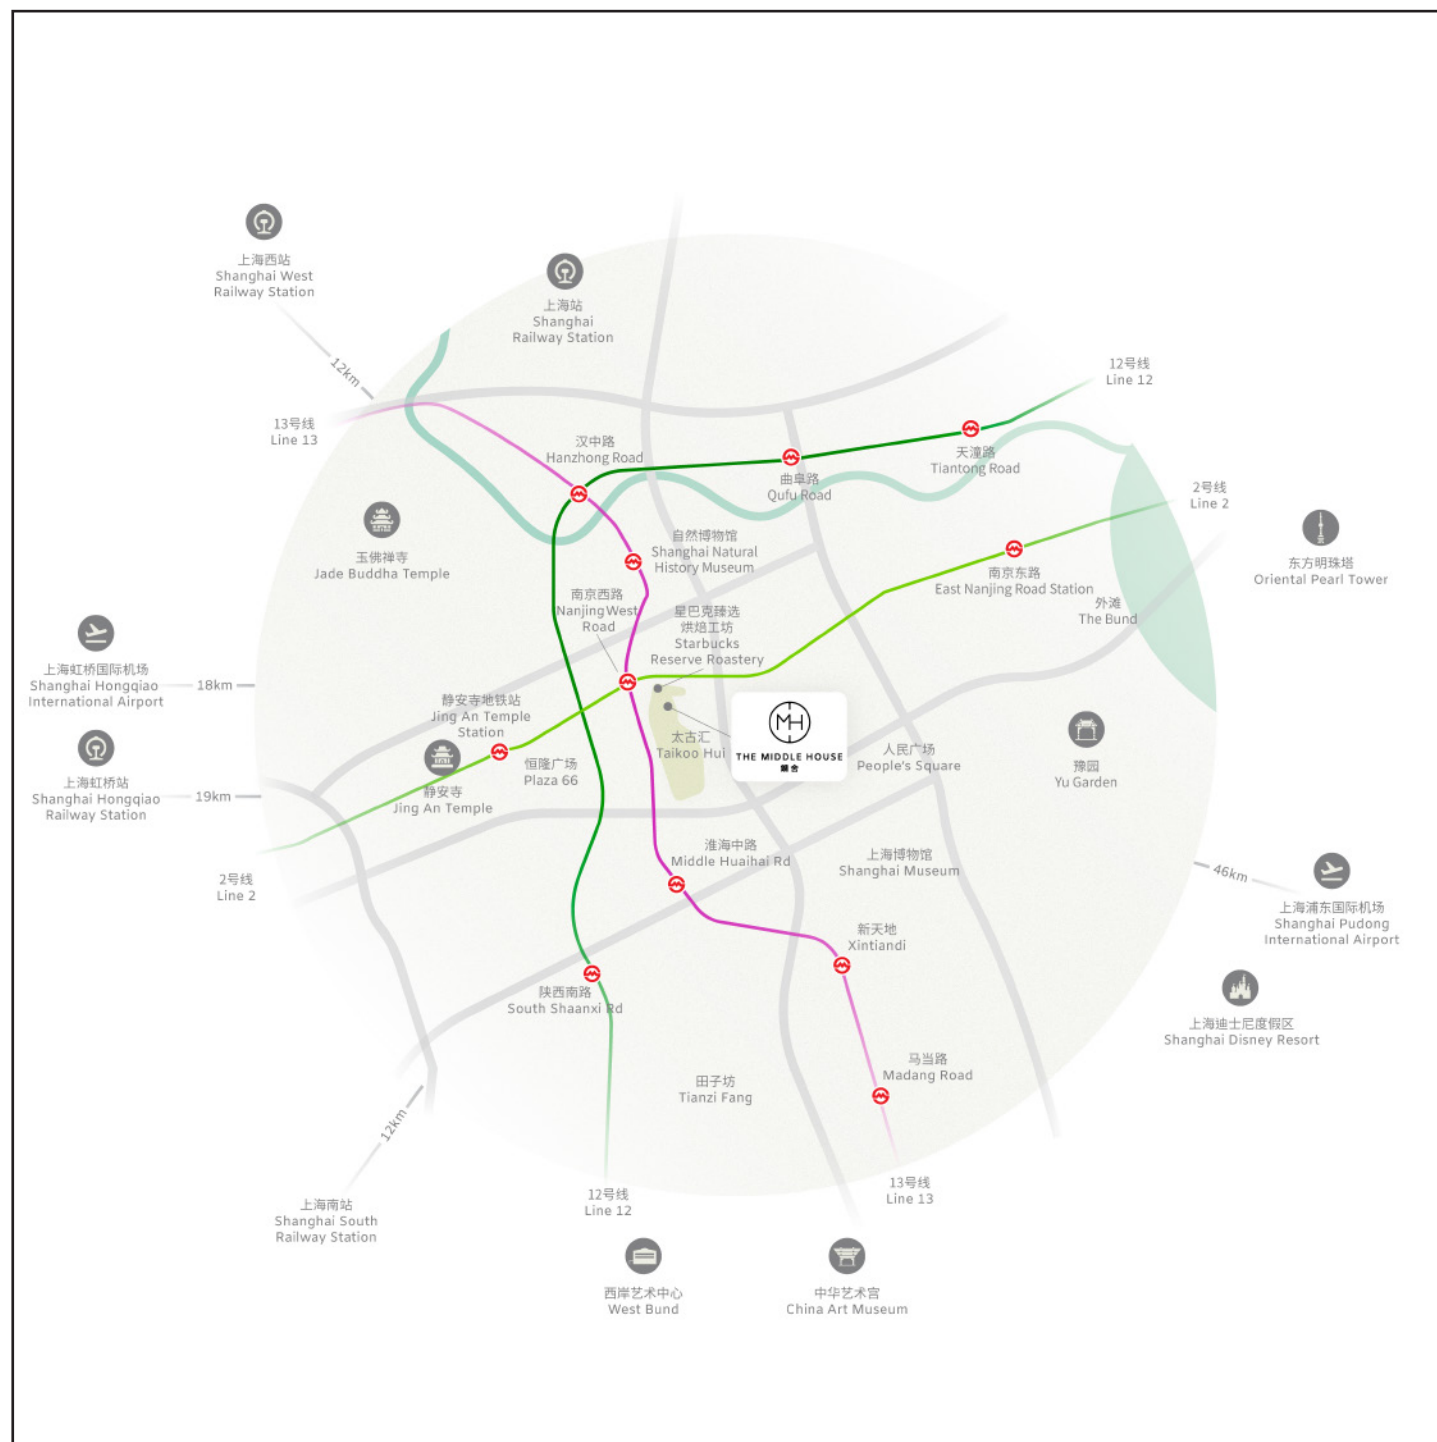 上海西站
Shanghai West
Railway Station
上海站
Shanghai
Railway Station
12km
12号线
Line 12
13号线
Line 13
汉中路
Hanzhong Road
天潼路
Tiantong Road
曲阜路
Qufu Road
2号线
Line 2
玉佛禅寺
Jade Buddha Temple
自然博物馆
Shanghai Natural
History Museum
南京东路
East Nanjing Road Station
东方明珠塔
Oriental Pearl Tower
南京西路
Nanjing West
Road
星巴克臻选
烘焙工坊
Starbucks
Reserve Roastery
外滩
The Bund
上海虹桥国际机场
Shanghai Hongqiao
International Airport
18km
静安寺地铁站
Jing An Temple
Station
太古汇
Taikoo Hui
MH
THE MIDDLE HOUSE
鏞舍
人民广场
People's Square
豫园
Yu Garden
上海虹桥站
Shanghai Hongqiao
Railway Station
19km
静安寺
Jing An Temple
恒隆广场
Plaza 66
淮海中路
Middle Huaihai Rd
上海博物馆
Shanghai Museum
2号线
Line 2
46km
上海浦东国际机场
Shanghai Pudong
International Airport
新天地
Xintiandi
陕西南路
South Shaanxi Rd
上海迪士尼度假区
Shanghai Disney Resort
马当路
Madang Road
田子坊
Tianzi Fang
12km
上海南站
Shanghai South
Railway Station
12号线
Line 12
13号线
Line 13
西岸艺术中心
West Bund
中华艺术宫
China Art Museum